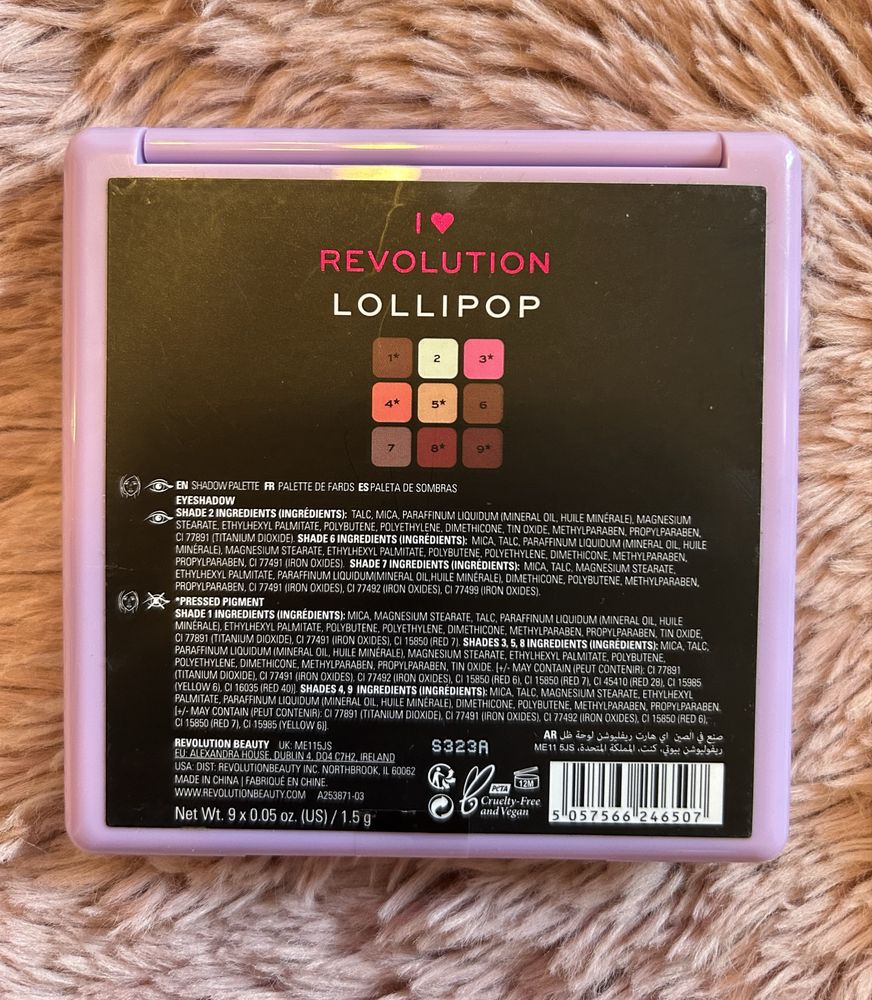 I ♥
REVOLUTION
LOLLIPOP
1* 2 3*
4* 5* 6
7 8* 9*
EN SHADOW PALETTE FR PALETTE DE FARDS ES PALETA DE SOMBRAS
EYESHADOW
SHADE 2 INGREDIENTS (INGRÉDIENTS): TALC, MICA, PARAFFINUM LIQUIDUM (MINERAL OIL, HUILE MINÉRALE), MAGNESIUM
STEARATE, ETHYLHEXYL PALMITATE, POLYBUTENE, POLYETHYLENE, DIMETHICONE, TIN OXIDE, METHYLPARABEN, PROPYLPARABEN,
CI 77891 (TITANIUM DIOXIDE). SHADE 6 INGREDIENTS (INGRÉDIENTS): MICA, TALC, PARAFFINUM LIQUIDUM (MINERAL OIL, HUILE
MINÉRALE), MAGNESIUM STEARATE, ETHYLHEXYL PALMITATE, POLYBUTENE, POLYETHYLENE, DIMETHICONE, METHYLPARABEN,
PROPYLPARABEN, CI 77491 (IRON OXIDES). SHADE 7 INGREDIENTS (INGRÉDIENTS): MICA, TALC, MAGNESIUM STEARATE,
ETHYLHEXYL PALMITATE, PARAFFINUM LIQUIDUM(MINERAL OIL,HUILE MINÉRALE), DIMETHICONE, POLYBUTENE, METHYLPARABEN,
PROPYLPARABEN, CI 77491 (IRON OXIDES), CI 77492 (IRON OXIDES), CI 77499 (IRON OXIDES).
*PRESSED PIGMENT
SHADE 1 INGREDIENTS (INGRÉDIENTS): MICA, MAGNESIUM STEARATE, TALC, PARAFFINUM LIQUIDUM (MINERAL OIL, HUILE
MINÉRALE), ETHYLHEXYL PALMITATE, POLYBUTENE, POLYETHYLENE, DIMETHICONE, METHYLPARABEN, PROPYLPARABEN, TIN OXIDE,
CI 77891 (TITANIUM DIOXIDE), CI 77491 (IRON OXIDES), CI 15850 (RED 7). SHADES 3, 5, 8 INGREDIENTS (INGRÉDIENTS): MICA, TALC,
PARAFFINUM LIQUIDUM (MINERAL OIL, HUILE MINÉRALE), MAGNESIUM STEARATE, ETHYLHEXYL PALMITATE, POLYBUTENE,
POLYETHYLENE, DIMETHICONE, METHYLPARABEN, PROPYLPARABEN, TIN OXIDE. [+/- MAY CONTAIN (PEUT CONTENIR): CI 77891
(TITANIUM DIOXIDE), CI 77491 (IRON OXIDES), CI 77492 (IRON OXIDES), CI 15850 (RED 6), CI 15850 (RED 7), CI 45410 (RED 28), CI 15985
(YELLOW 6), CI 16035 (RED 40)]. SHADES 4, 9 INGREDIENTS (INGRÉDIENTS): MICA, TALC, MAGNESIUM STEARATE, ETHYLHEXYL
PALMITATE, PARAFFINUM LIQUIDUM (MINERAL OIL, HUILE MINÉRALE), DIMETHICONE, POLYBUTENE, METHYLPARABEN, PROPYLPARABEN.
[+/- MAY CONTAIN (PEUT CONTENIR): CI 77891 (TITANIUM DIOXIDE), CI 77491 (IRON OXIDES), CI 77492 (IRON OXIDES), CI 15850 (RED 6),
CI 15850 (RED 7), CI 15985 (YELLOW 6)].
REVOLUTION BEAUTY UK: ME115JS
EU: ALEXANDRA HOUSE, DUBLIN 4, D04 C7H2, IRELAND
USA: DIST: REVOLUTIONBEAUTY INC. NORTHBROOK, IL 60062
MADE IN CHINA | FABRIQUÉ EN CHINE.
WWW.REVOLUTIONBEAUTY.COM A253871-03
Net Wt. 9 x 0.05 oz. (US) / 1.5 g
S323A
AR صنع في الصين اي هارت ريفليوشن لوحة ظل
ريفوليوشن بيوتي، كنت، المملكة المتحدة، ME11 5JS
PETA
Cruelty-Free
and Vegan
12M
5 057566 246507